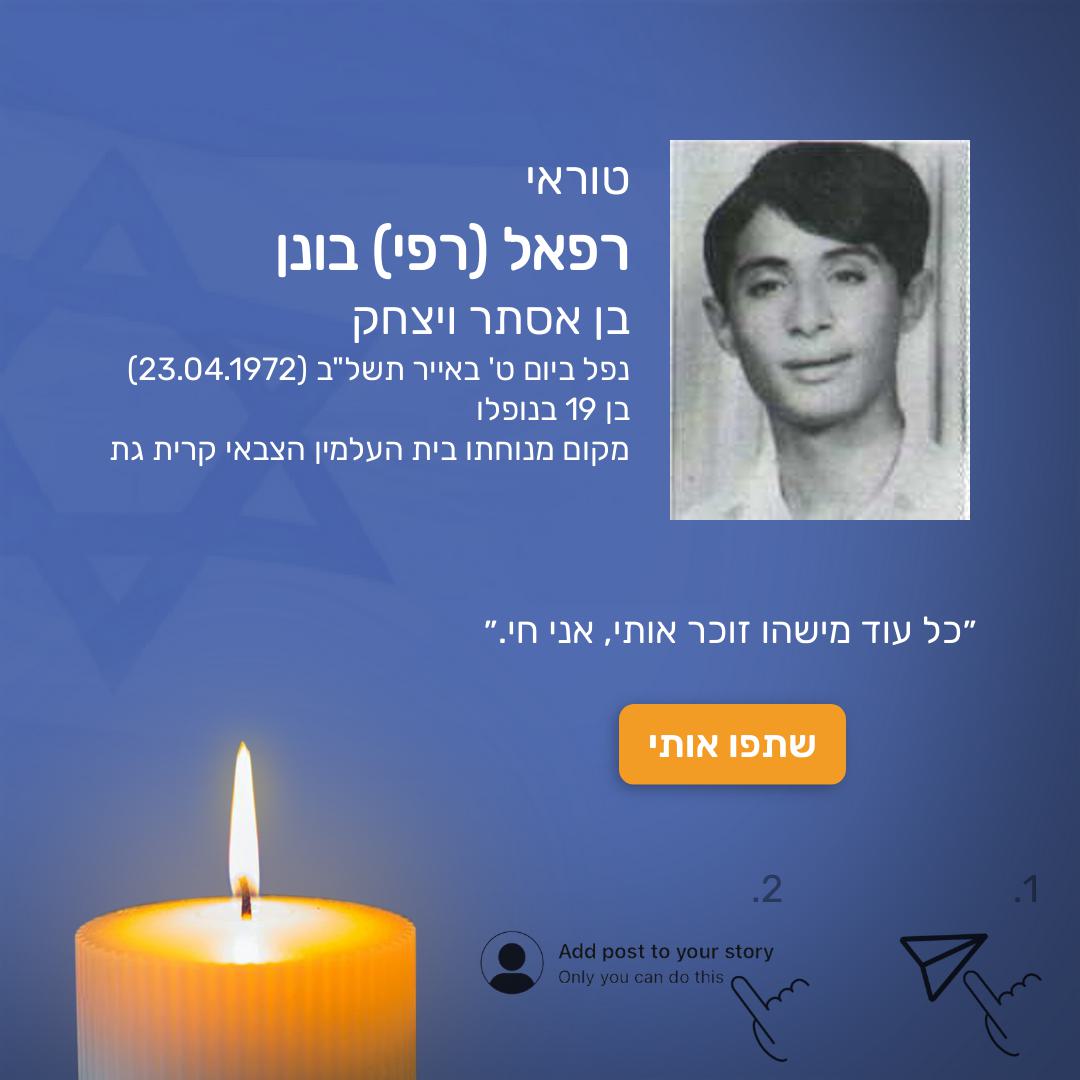 טוראי
רפאל (רפי) בונן
בן אסתר ויצחק
נפל ביום ט' באייר תשל"ב (23.04.1972)
בן 19 בנופלו
מקום מנוחתו בית העלמין הצבאי קרית גת
״כל עוד מישהו זוכר אותי, אני חי.״
שתפו אותי
1.
2.
Add post to your story
Only you can do this